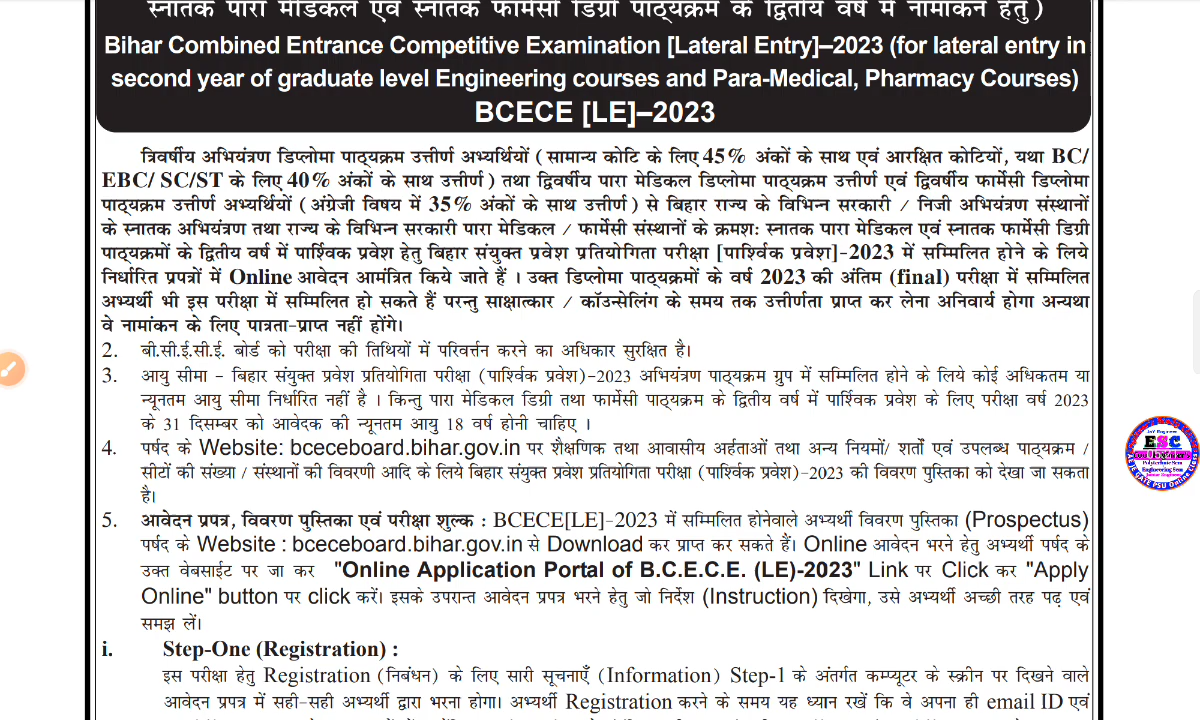 स्नातक पारा मेडिकल एवं स्नातक फार्मेसी डिग्री पाठ्यक्रम के द्वितीय वर्ष में नामांकन हेतु )
Bihar Combined Entrance Competitive Examination [Lateral Entry]–2023 (for lateral entry in
second year of graduate level Engineering courses and Para-Medical, Pharmacy Courses)
BCECE [LE]–2023
त्रिवर्षीय अभियंत्रण डिप्लोमा पाठ्यक्रम उत्तीर्ण अभ्यर्थियों ( सामान्य कोटि के लिए 45% अंकों के साथ एवं आरक्षित कोटियों, यथा BC/
EBC/ SC/ST के लिए 40% अंकों के साथ उत्तीर्ण ) तथा द्विवर्षीय पारा मेडिकल डिप्लोमा पाठ्यक्रम उत्तीर्ण एवं द्विवर्षीय फार्मेसी डिप्लोमा
पाठ्यक्रम उत्तीर्ण अभ्यर्थियों ( अंग्रेजी विषय में 35% अंकों के साथ उत्तीर्ण ) से बिहार राज्य के विभिन्न सरकारी / निजी अभियंत्रण संस्थानों
के स्नातक अभियंत्रण तथा राज्य के विभिन्न सरकारी पारा मेडिकल / फार्मेसी संस्थानों के क्रमशः स्नातक पारा मेडिकल एवं स्नातक फार्मेसी डिग्री
पाठ्यक्रमों के द्वितीय वर्ष में पार्श्विक प्रवेश हेतु बिहार संयुक्त प्रवेश प्रतियोगिता परीक्षा [पार्श्विक प्रवेश]-2023 में सम्मिलित होने के लिये
निर्धारित प्रपत्रों में Online आवेदन आमंत्रित किये जाते हैं । उक्त डिप्लोमा पाठ्यक्रमों के वर्ष 2023 की अंतिम (final) परीक्षा में सम्मिलित
अभ्यर्थी भी इस परीक्षा में सम्मिलित हो सकते हैं परन्तु साक्षात्कार / कॉउन्सेलिंग के समय तक उत्तीर्णता प्राप्त कर लेना अनिवार्य होगा अन्यथा
वे नामांकन के लिए पात्रता-प्राप्त नहीं होंगे।
2. बी.सी.ई.सी.ई. बोर्ड को परीक्षा की तिथियों में परिवर्त्तन करने का अधिकार सुरक्षित है।
3. आयु सीमा - बिहार संयुक्त प्रवेश प्रतियोगिता परीक्षा (पार्श्विक प्रवेश)-2023 अभियंत्रण पाठ्यक्रम ग्रुप में सम्मिलित होने के लिये कोई अधिकतम या
न्यूनतम आयु सीमा निर्धारित नहीं है । किन्तु पारा मेडिकल डिग्री तथा फार्मेसी पाठ्यक्रम के द्वितीय वर्ष में पार्श्विक प्रवेश के लिए परीक्षा वर्ष 2023
के 31 दिसम्बर को आवेदक की न्यूनतम आयु 18 वर्ष होनी चाहिए ।
4. पर्षद के Website: bceceboard.bihar.gov.in पर शैक्षणिक तथा आवासीय अर्हताओं तथा अन्य नियमों/ शर्तों एवं उपलब्ध पाठ्यक्रम /
सीटों की संख्या / संस्थानों की विवरणी आदि के लिये बिहार संयुक्त प्रवेश प्रतियोगिता परीक्षा (पार्श्विक प्रवेश)-2023 की विवरण पुस्तिका को देखा जा सकता
है।
5. आवेदन प्रपत्र, विवरण पुस्तिका एवं परीक्षा शुल्क : BCECE[LE]-2023 में सम्मिलित होनेवाले अभ्यर्थी विवरण पुस्तिका (Prospectus)
पर्षद के Website : bceceboard.bihar.gov.in से Download कर प्राप्त कर सकते हैं। Online आवेदन भरने हेतु अभ्यर्थी पर्षद के
उक्त वेबसाईट पर जा कर "Online Application Portal of B.C.E.C.E. (LE)-2023" Link पर Click कर "Apply
Online" button पर click करें। इसके उपरान्त आवेदन प्रपत्र भरने हेतु जो निर्देश (Instruction) दिखेगा, उसे अभ्यर्थी अच्छी तरह पढ़ एवं
समझ लें।
i. Step-One (Registration) :
इस परीक्षा हेतु Registration (निबंधन) के लिए सारी सूचनाएँ (Information) Step-1 के अंतर्गत कम्प्यूटर के स्क्रीन पर दिखने वाले
आवेदन प्रपत्र में सही-सही अभ्यर्थी द्वारा भरना होगा। अभ्यर्थी Registration करने के समय यह ध्यान रखें कि वे अपना ही email ID एवं
ESC